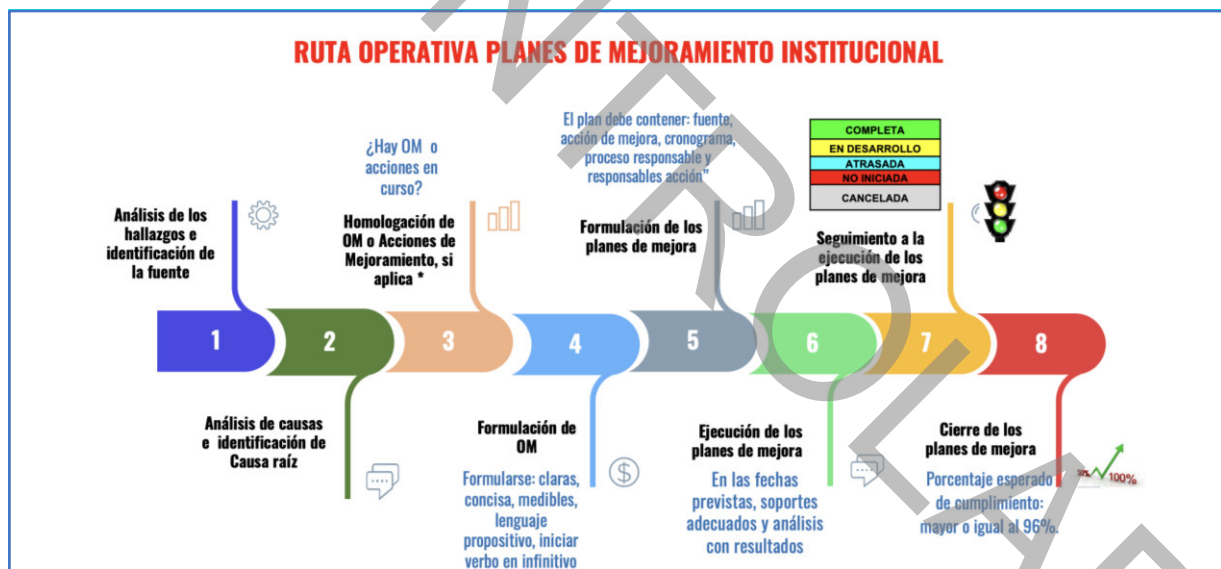 RUTA OPERATIVA PLANES DE MEJORAMIENTO INSTITUCIONAL
Análisis de los
hallazgos e
identificación de
la fuente
¿Hay OM o
acciones en
curso?
Homologación de
OM o Acciones de
Mejoramiento, si
aplica *
El plan debe contener: fuente,
acción de mejora, cronograma,
proceso responsable y
responsables acción”
Formulación de los
planes de mejora
COMPLETA
EN DESARROLLO
ATRASADA
NO INICIADA
CANCELADA
Seguimiento a la
ejecución de los
planes de mejora
1
2
3
4
5
6
7
8
Análisis de causas
e identificación de
Causa raíz
Formulación de
OM
$
Formularse: claras,
concisa, medibles,
lenguaje
propositivo, iniciar
verbo en infinitivo
Ejecución de los
planes de mejora
En las fechas
previstas, soportes
adecuados y análisis
con resultados
Cierre de los
planes de mejora
Porcentaje esperado
de cumplimiento:
mayor o igual al 96%.
100%
NTROLA